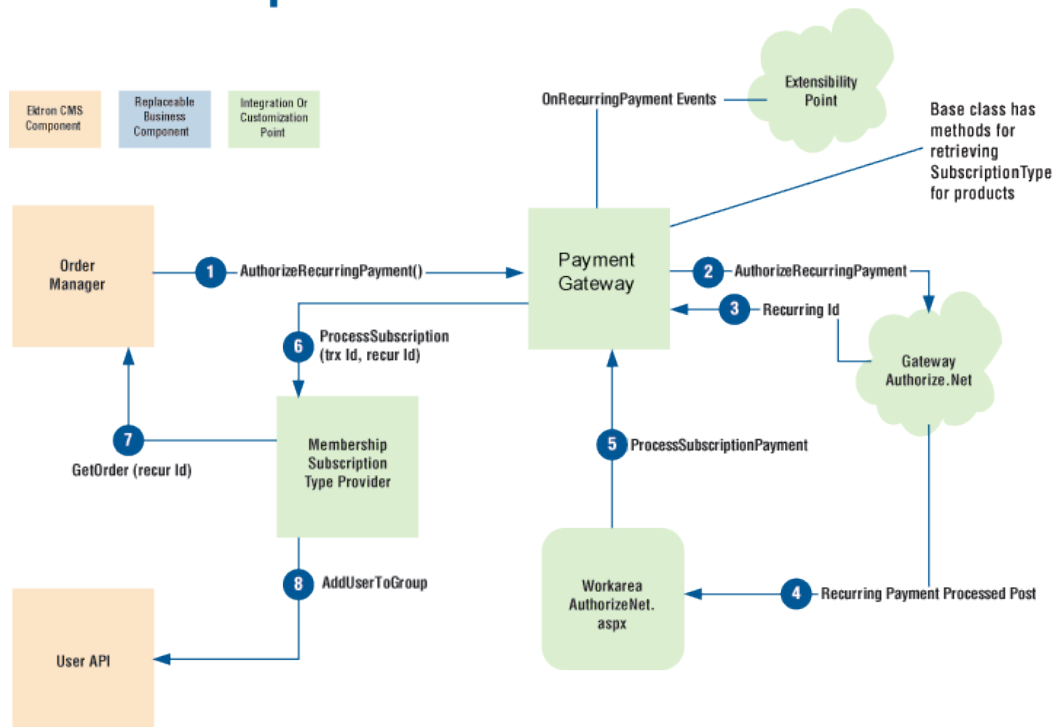 Ektron CMS
Component
Replaceable
Business
Component
Integration Or
Customization
Point
OnRecurringPayment Events
Extensibility
Point
Base class has
methods for
retrieving
SubscriptionType
for products
Order
Manager
1
AuthorizeRecurringPayment()
Payment
Gateway
2
AuthorizeRecurringPayment
3
Recurring Id
Gateway
Authorize.Net
6
ProcessSubscription
(trx Id, recur Id)
7
GetOrder (recur Id)
Membership
Subscription
Type Provider
5
ProcessSubscriptionPayment
8
AddUserToGroup
Workarea
AuthorizeNet.
aspx
4
Recurring Payment Processed Post
User API